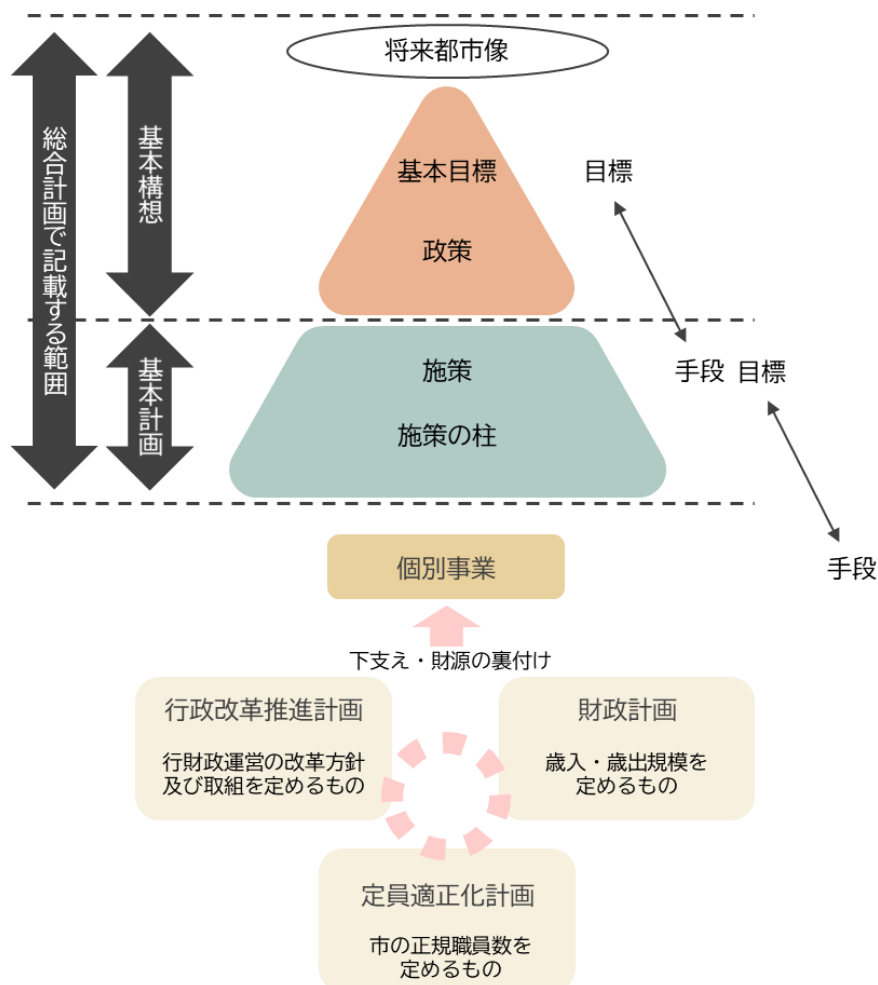 将来都市像
総合計画で記載する範囲
基本構想
基本目標
目標
政策
基本計画
施策
手段 目標
施策の柱
個別事業
手段
下支え・財源の裏付け
行政改革推進計画
行財政運営の改革方針
及び取組を定めるもの
財政計画
歳入・歳出規模を
定めるもの
定員適正化計画
市の正規職員数を
定めるもの